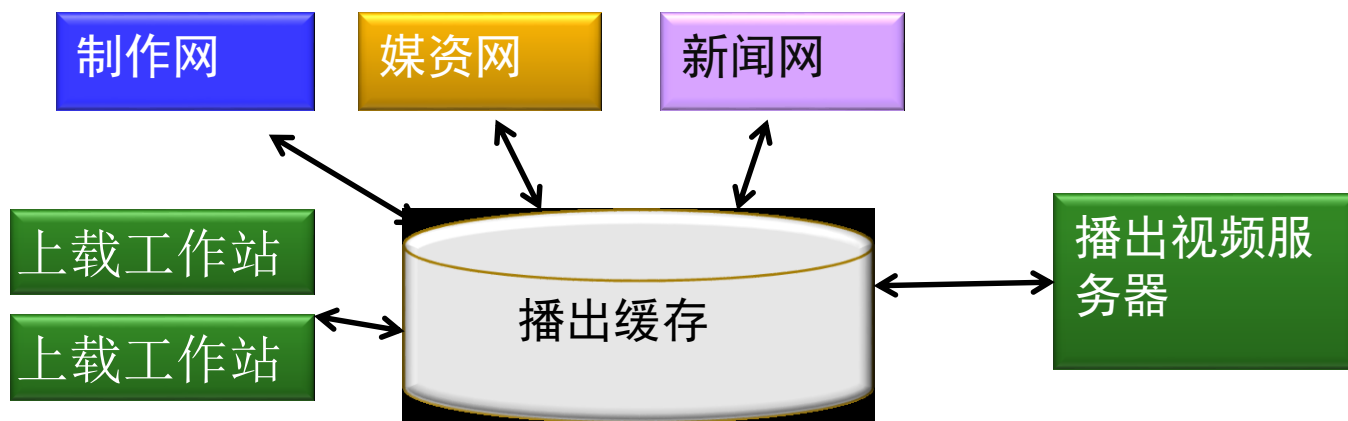 制作网
媒资网
新闻网
上载工作站
上载工作站
播出缓存
播出视频服
务器